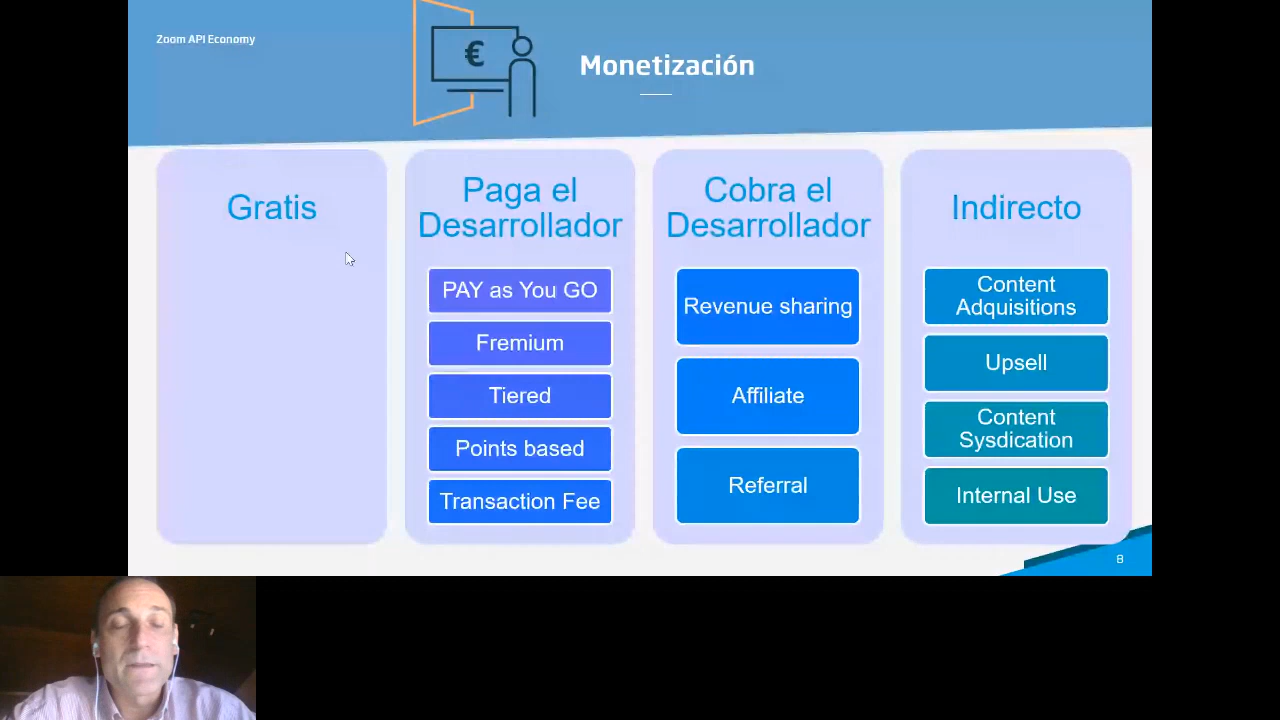 Zoom API Economy
€
Monetización
Gratis
Paga el
Desarrollador
PAY as You GO
Fremium
Tiered
Points based
Transaction Fee
Cobra el
Desarrollador
Revenue sharing
Affiliate
Referral
Indirecto
Content
Adquisitions
Upsell
Content
Sysdication
Internal Use
8